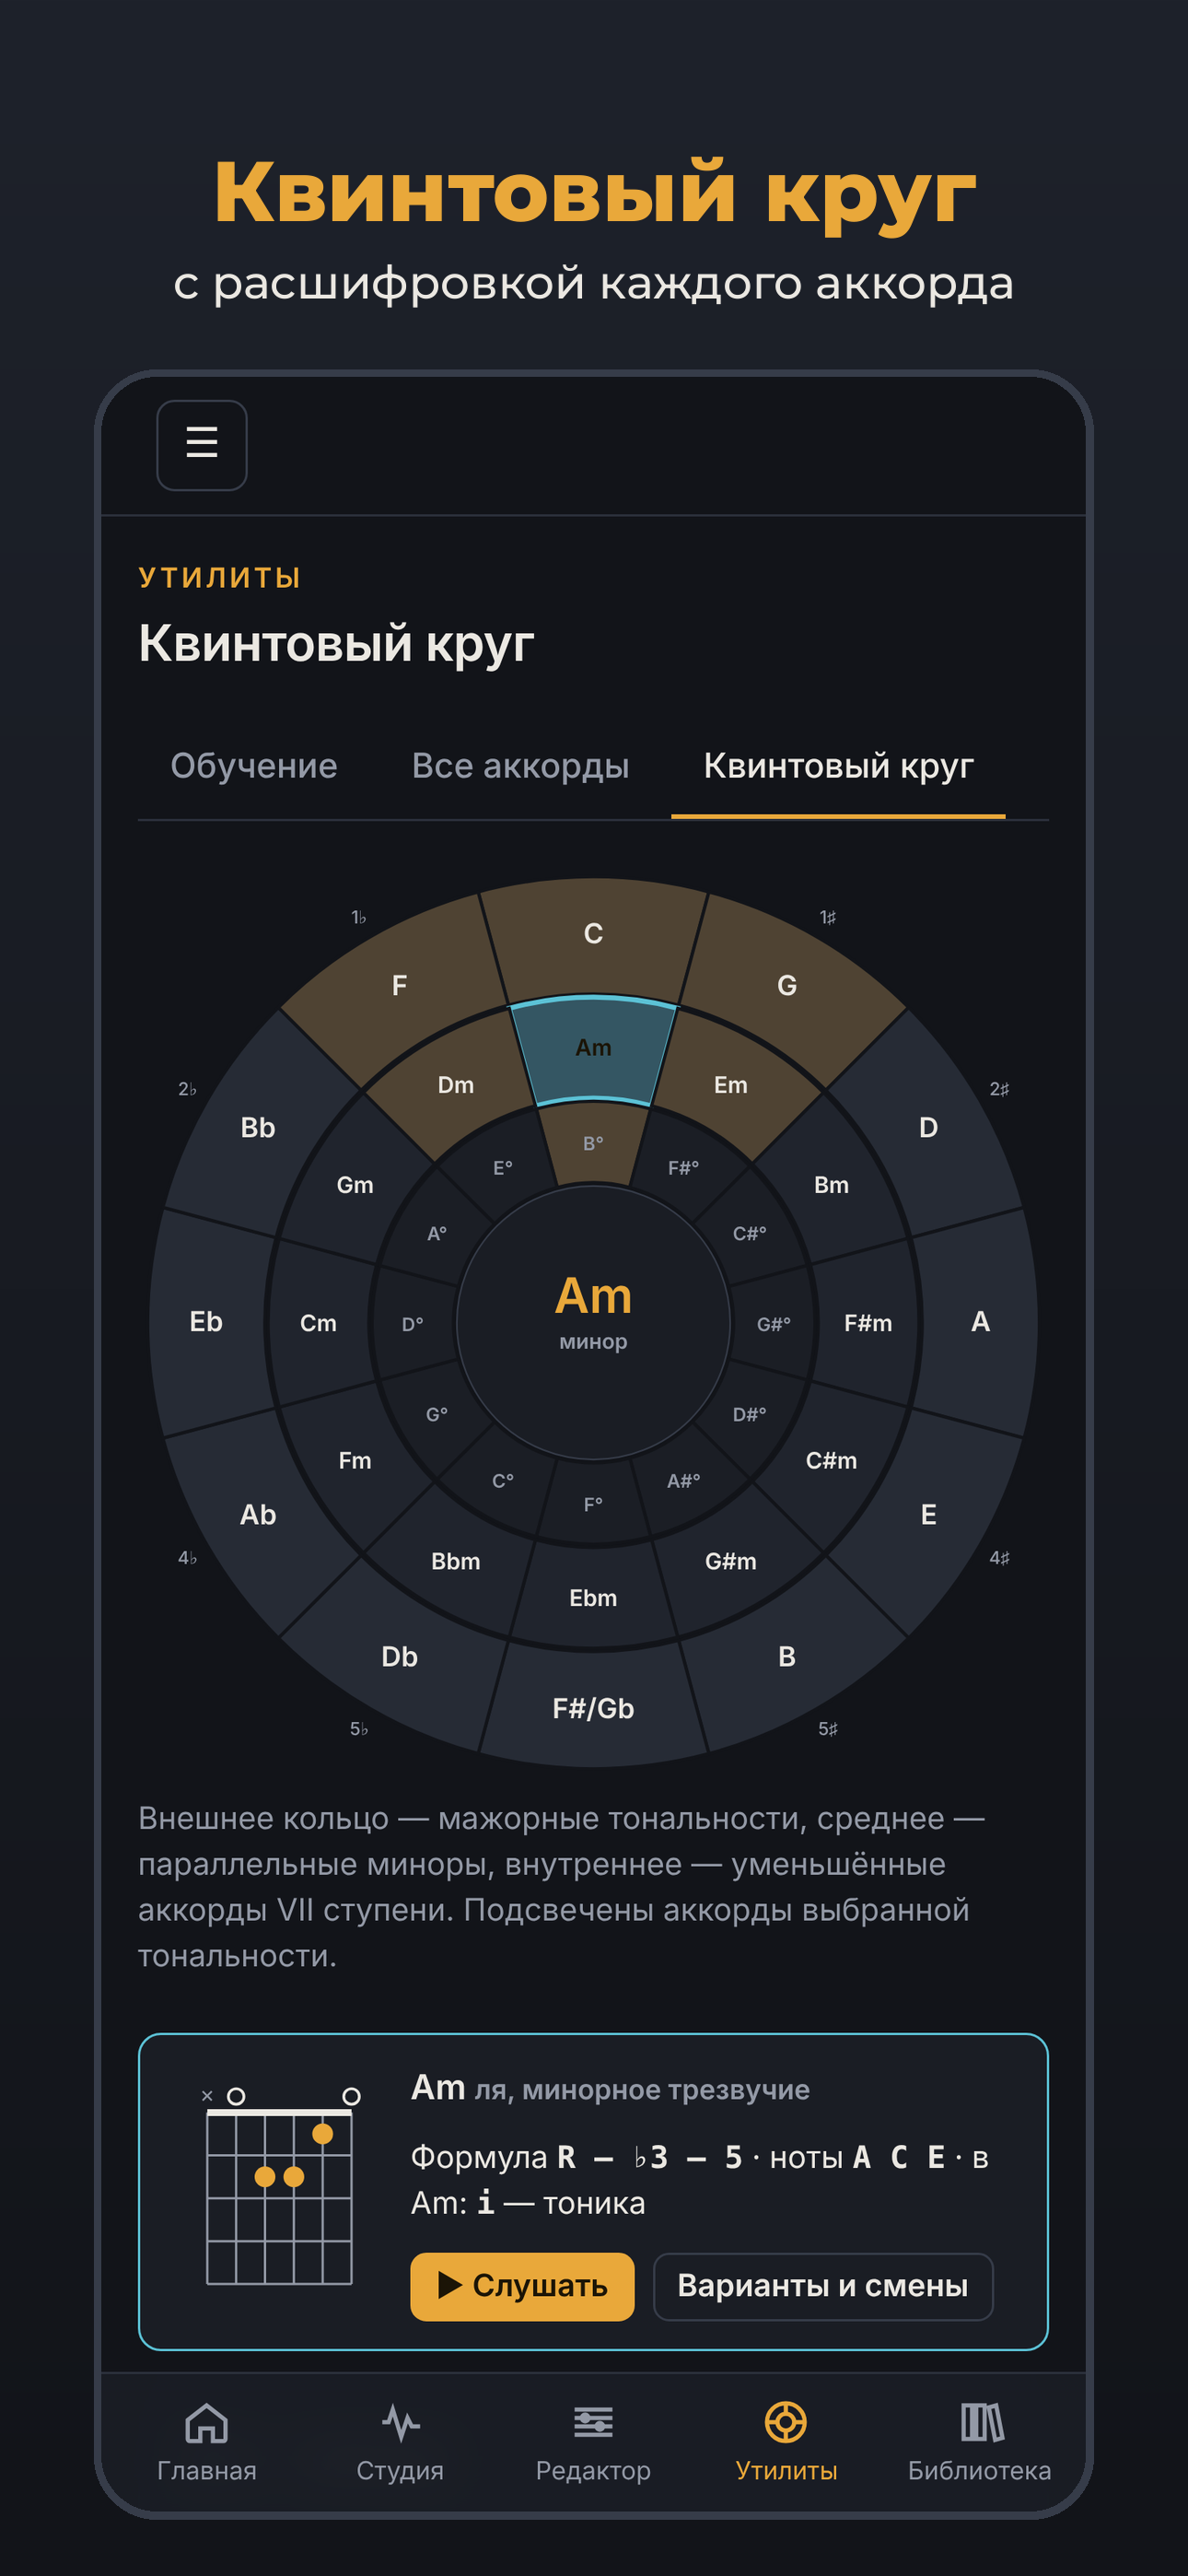 Квинтовый круг
с расшифровкой каждого аккорда
☰
УТИЛИТЫ
Квинтовый круг
Обучение Все аккорды Квинтовый круг
1♭ C 1♯
F G
Am
Dm Em
2♭ 2♯
Bb B° D
E° F#°
Gm Bm
A° C#°
Am
Eb Cm D° G#° F#m A
минор
G° D#°
Fm C#m
C° A#°
Ab F° E
4♭ Bbm G#m 4♯
Ebm
Db B
F#/Gb
5♭ 5♯
Внешнее кольцо — мажорные тональности, среднее —
параллельные миноры, внутреннее — уменьшённые
аккорды VII ступени. Подсвечены аккорды выбранной
тональности.
Am ля, минорное трезвучие
Формула R – ♭3 – 5 · ноты A C E · в
Am: i — тоника
▶ Слушать Варианты и смены
Главная Студия Редактор Утилиты Библиотека